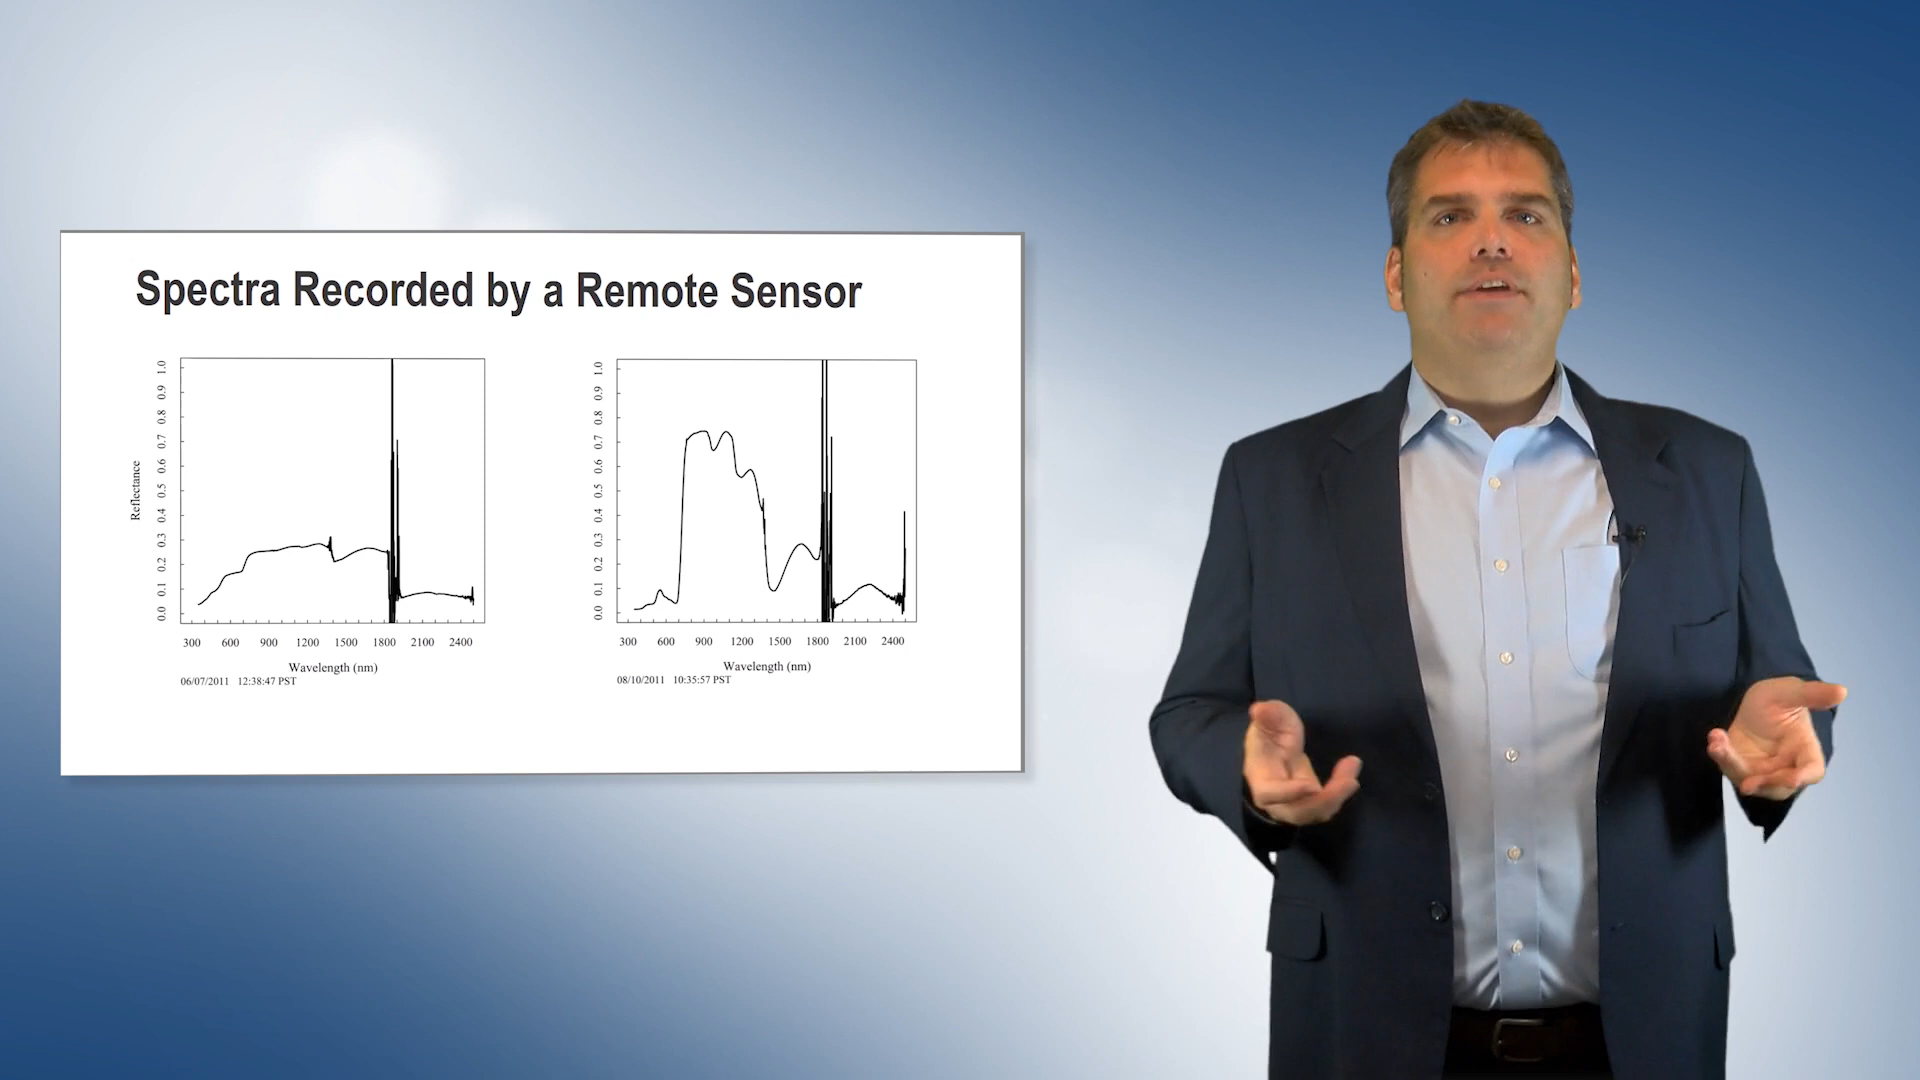 Spectra Recorded by a Remote Sensor
Reflectance
1.0
0.9
0.8
0.7
0.6
0.5
0.4
0.3
0.2
0.1
0.0
300 600 900 1200 1500 1800 2100 2400
Wavelength (nm)
06/07/2011 12:38:47 PST
1.0
0.9
0.8
0.7
0.6
0.5
0.4
0.3
0.2
0.1
0.0
300 600 900 1200 1500 1800 2100 2400
Wavelength (nm)
08/10/2011 10:35:57 PST